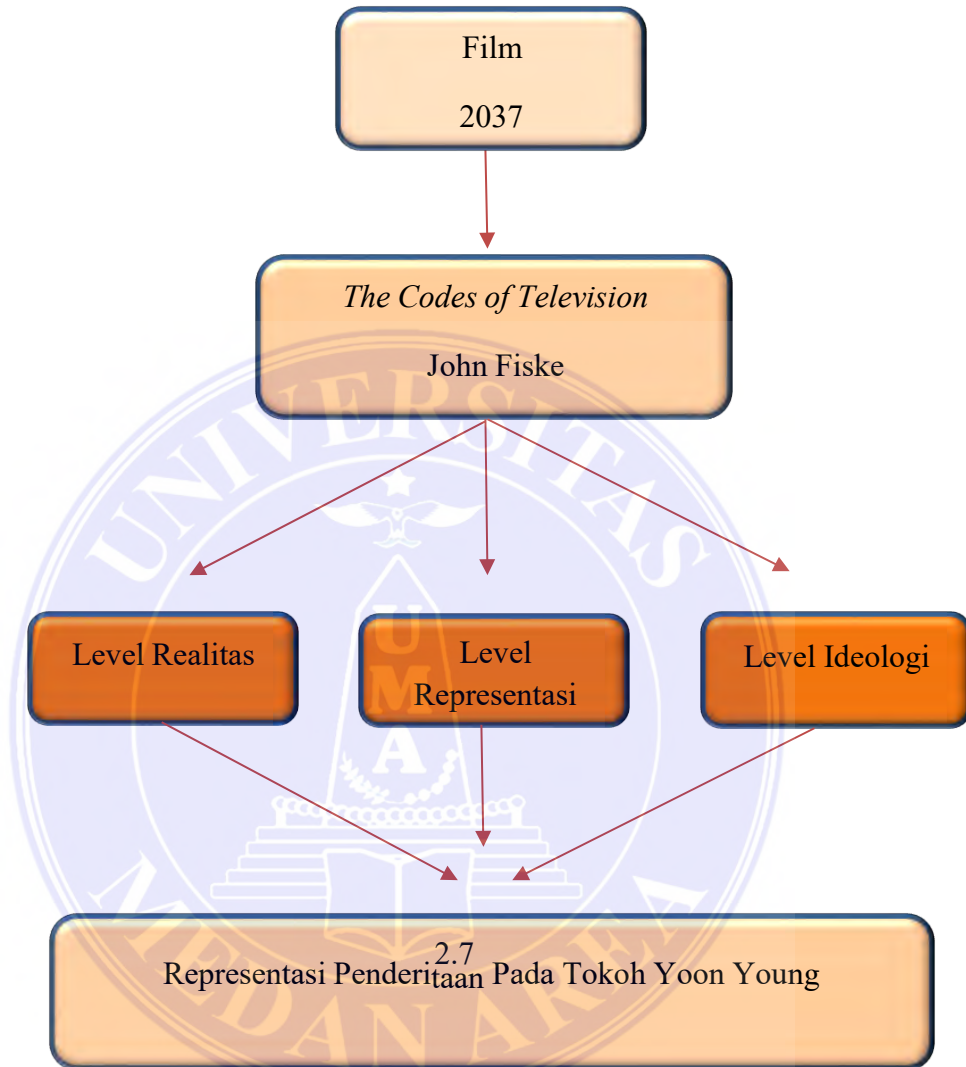 Film
2037
The Codes of Television
John Fiske
Level Realitas
Level
Representasi
Level Ideologi
2.7
Representasi Penderitaan Pada Tokoh Yoon Young
UNIVERSITAS
UMA
MEDAN AREA